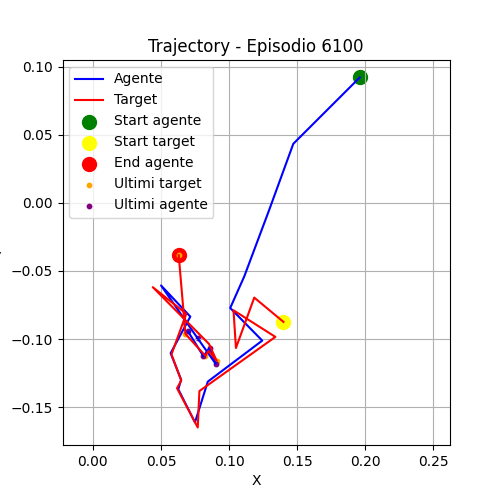 Trajectory - Episodio 6100
Agente
Target
Start agente
Start target
End agente
Ultimi target
Ultimi agente
0.10
0.05
0.00
−0.05
−0.10
−0.15
0.00
0.05
0.10
0.15
0.20
0.25
X